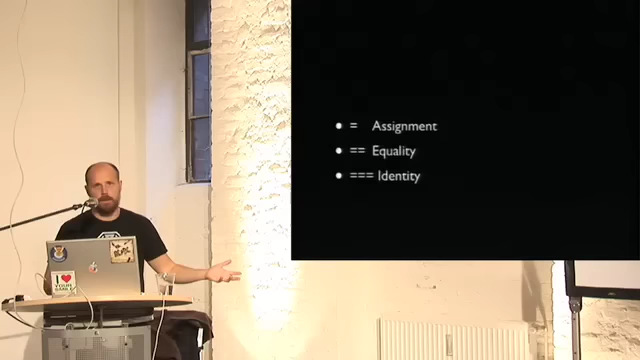 = Assignment
== Equality
=== Identity
I ♥